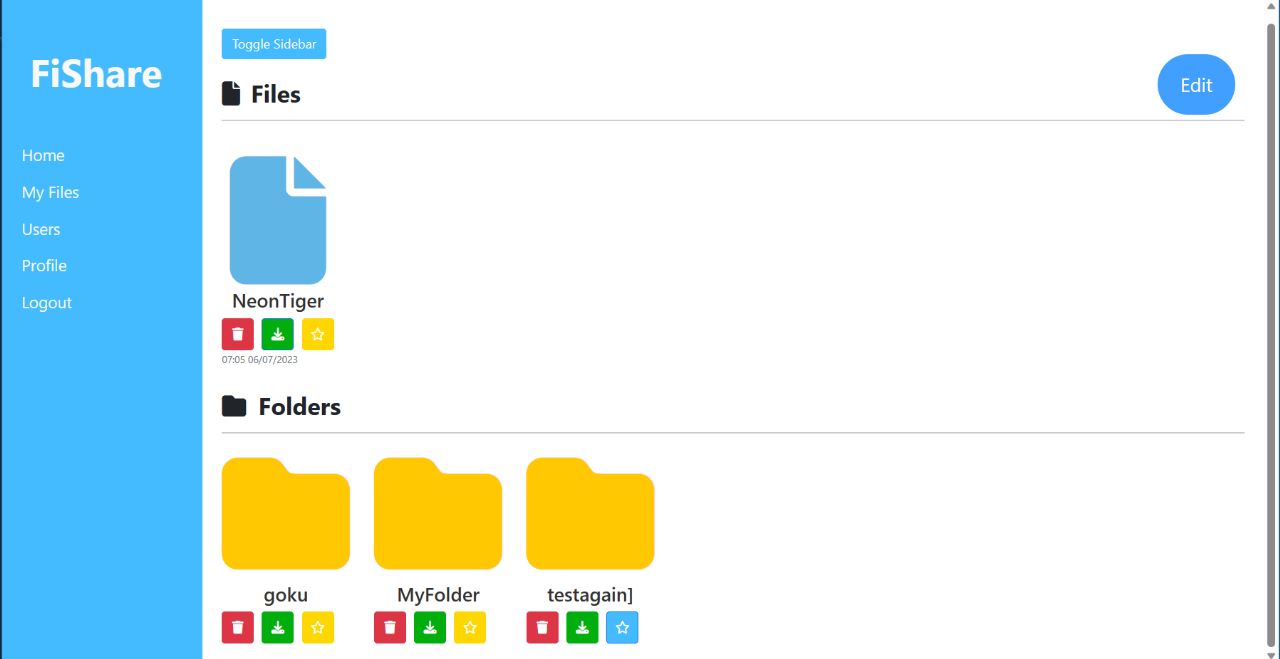 FiShare
Home
My Files
Users
Profile
Logout
Toggle Sidebar
Files
Edit
NeonTiger
07:05 06/07/2023
Folders
goku
MyFolder
testagain]